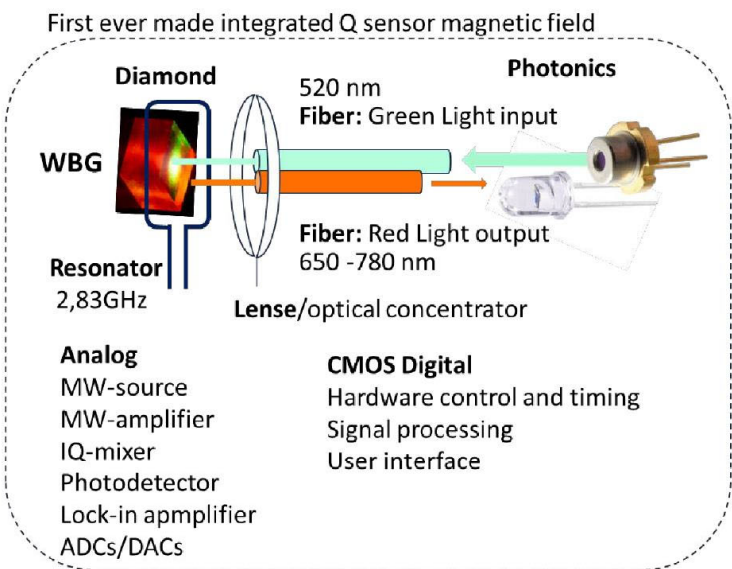 First ever made integrated Q sensor magnetic field
Diamond
Photonics
520 nm
Fiber: Green Light input
WBG
Fiber: Red Light output
650 -780 nm
Resonator
2,83GHz
Lense/optical concentrator
Analog
MW-source
MW-amplifier
IQ-mixer
Photodetector
Lock-in apmplifier
ADCs/DACs
CMOS Digital
Hardware control and timing
Signal processing
User interface